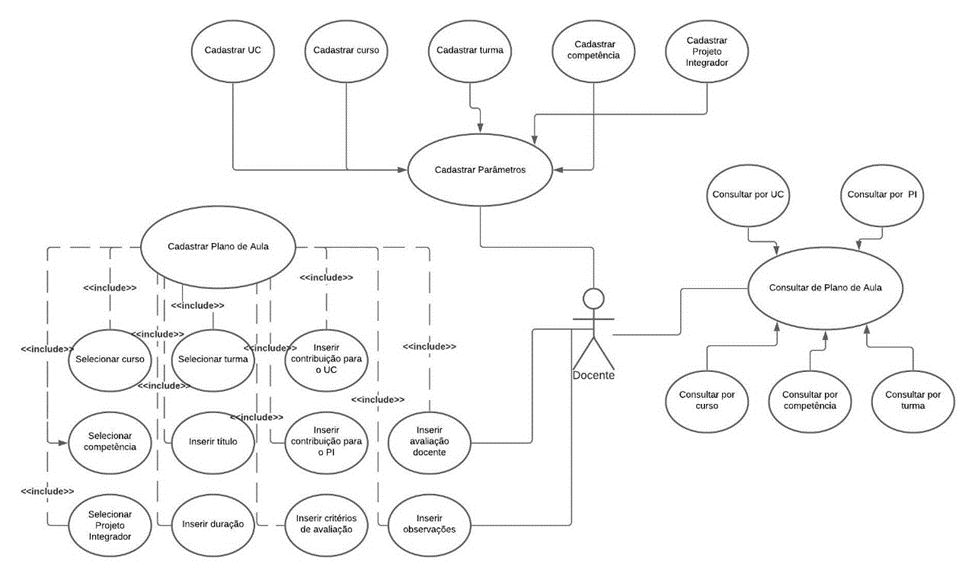 Cadastrar UC
Cadastrar curso
Cadastrar turma
Cadastrar
competência
Cadastrar
Projeto
Integrador
Cadastrar Parâmetros
Consultar por UC
Consultar por PI
Cadastrar Plano de Aula
Consultar de Plano de Aula
<<include>>
<<include>>
<<include>>
<<include>>
<<include>>
<<include>>
<<include>>
Selecionar curso
Selecionar turma
Inserir
contribuição para
o UC
Docente
<<include>>
<<include>>
<<include>>
Consultar por
curso
Consultar por
competência
Consultar por
turma
Selecionar
competência
Inserir título
Inserir
contribuição para
o PI
Inserir
avaliação
docente
<<include>>
Selecionar
Projeto
Integrador
Inserir duração
Inserir critérios
de avaliação
Inserir
observações